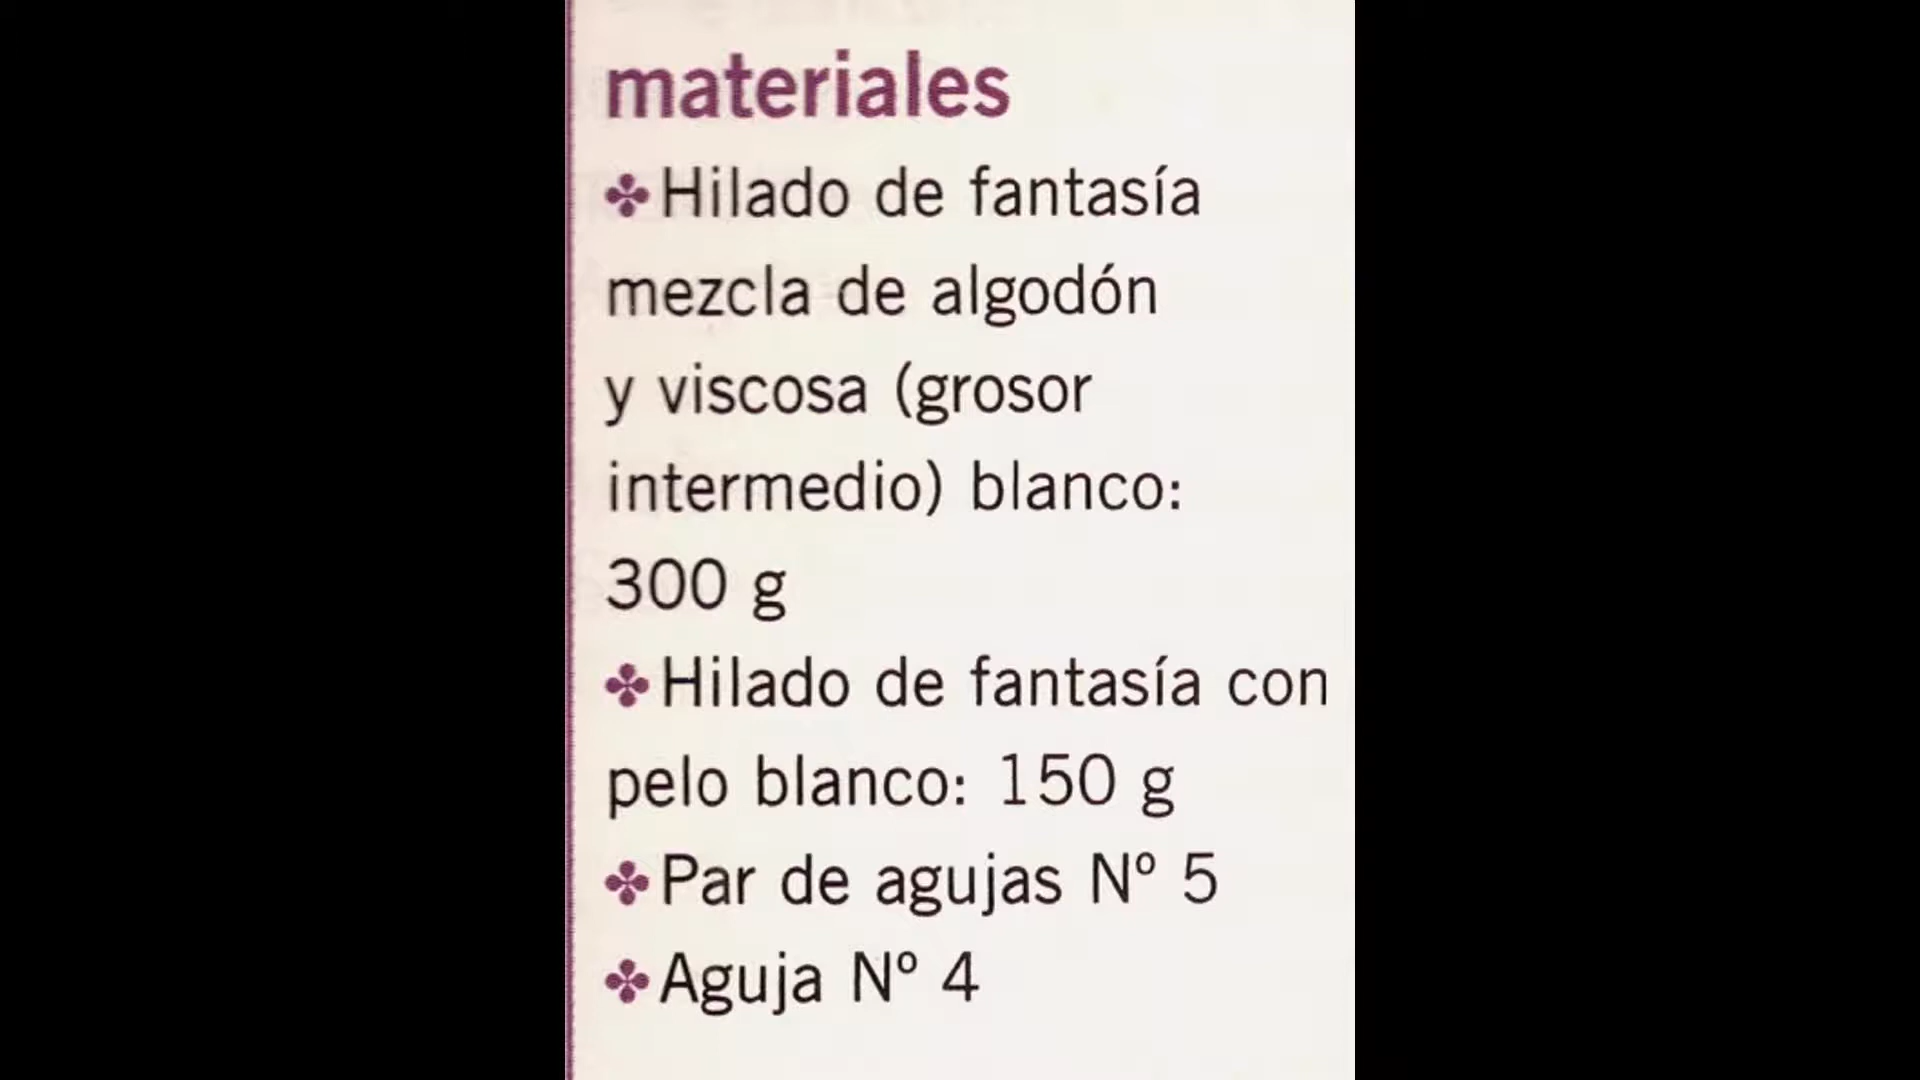 materiales
✤Hilado de fantasía
mezcla de algodón
y viscosa (grosor
intermedio) blanco:
300 g
✤Hilado de fantasía con
pelo blanco: 150 g
✤Par de agujas Nº 5
✤Aguja Nº 4